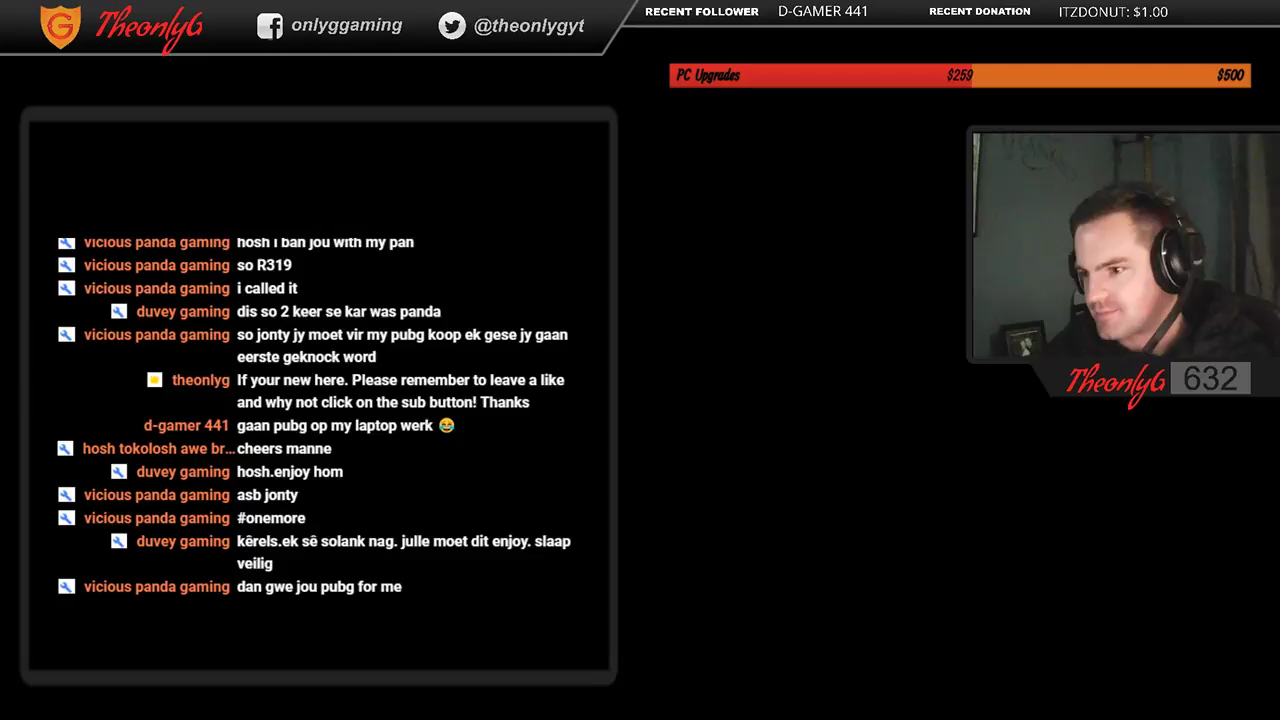 TheonlyG onlyggaming @theonlygyt RECENT FOLLOWER D-GAMER 441 RECENT DONATION ITZDONUT: $1.00
PC Upgrades $259 $500
vicious panda gaming hosh i ban jou with my pan
vicious panda gaming so R319
vicious panda gaming i called it
duvey gaming dis so 2 keer se kar was panda
vicious panda gaming so jonty jy moet vir my pubg koop ek gese jy gaan
eerste geknock word
theonlyg If your new here. Please remember to leave a like
and why not click on the sub button! Thanks
d-gamer 441 gaan pubg op my laptop werk 😂
hosh tokolosh awe br... cheers manne
duvey gaming hosh.enjoy hom
vicious panda gaming asb jonty
vicious panda gaming #onemore
duvey gaming kêrels.ek sê solank nag. julle moet dit enjoy. slaap
veilig
vicious panda gaming dan gwe jou pubg for me
TheonlyG 632